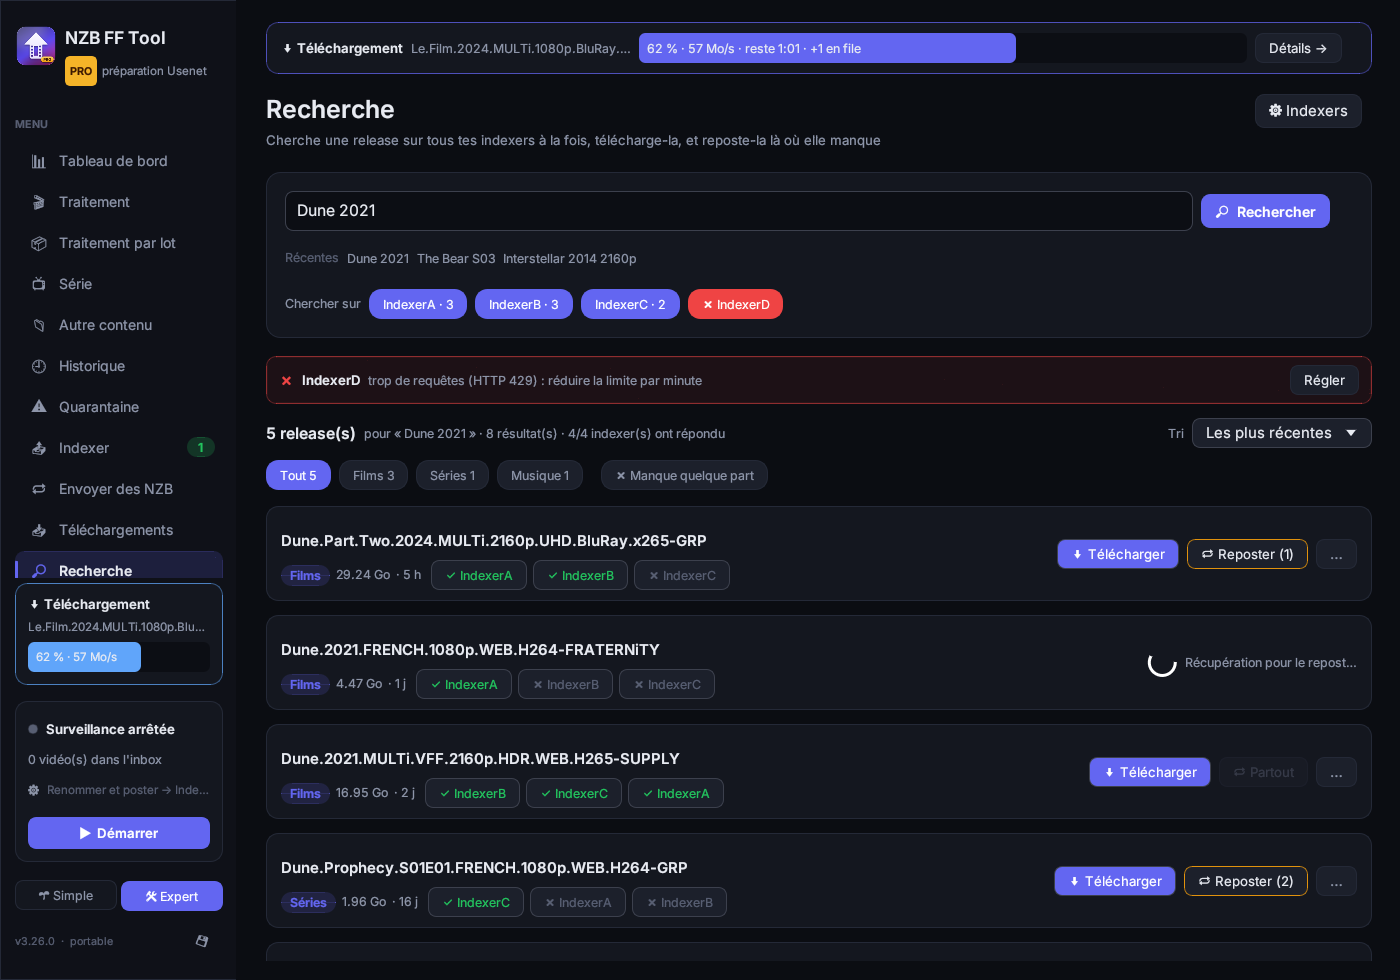 NZB FF Tool
PRO préparation Usenet
MENU
Tableau de bord
Traitement
Traitement par lot
Série
Autre contenu
Historique
Quarantaine
Indexer 1
Envoyer des NZB
Téléchargements
Recherche
Téléchargement
Le.Film.2024.MULTi.1080p.Blu...
62 % · 57 Mo/s
Surveillance arrêtée
0 vidéo(s) dans l'inbox
Renommer et poster → Inde...
Démarrer
Simple Expert
v3.26.0 · portable
Téléchargement Le.Film.2024.MULTi.1080p.BluRay.... 62 % · 57 Mo/s · reste 1:01 · +1 en file Détails →
Recherche
Indexers
Cherche une release sur tous tes indexers à la fois, télécharge-la, et reposte-la là où elle manque
Dune 2021 Rechercher
Récentes Dune 2021 The Bear S03 Interstellar 2014 2160p
Chercher sur IndexerA · 3 IndexerB · 3 IndexerC · 2 × IndexerD
× IndexerD trop de requêtes (HTTP 429) : réduire la limite par minute Régler
5 release(s) pour « Dune 2021 » · 8 résultat(s) · 4/4 indexer(s) ont répondu Tri Les plus récentes
Tout 5 Films 3 Séries 1 Musique 1 × Manque quelque part
Dune.Part.Two.2024.MULTi.2160p.UHD.BluRay.x265-GRP
Films 29.24 Go · 5 h ✓ IndexerA ✓ IndexerB × IndexerC
Télécharger Reposter (1) ...
Dune.2021.FRENCH.1080p.WEB.H264-FRATERNiTY
Films 4.47 Go · 1 j ✓ IndexerA × IndexerB × IndexerC
Récupération pour le repost...
Dune.2021.MULTi.VFF.2160p.HDR.WEB.H265-SUPPLY
Films 16.95 Go · 2 j ✓ IndexerB ✓ IndexerC ✓ IndexerA
Télécharger Partout ...
Dune.Prophecy.S01E01.FRENCH.1080p.WEB.H264-GRP
Séries 1.96 Go · 16 j ✓ IndexerC × IndexerA × IndexerB
Télécharger Reposter (2) ...